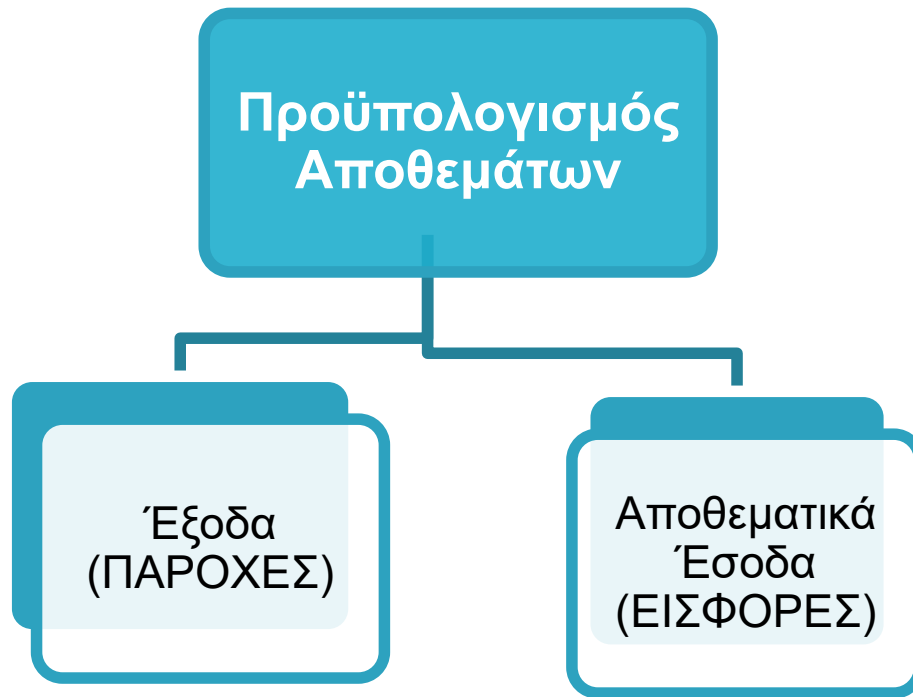 Προϋπολογισμός
Αποθεμάτων
Έξοδα
(ΠΑΡΟΧΕΣ)
Αποθεματικά
Έσοδα
(ΕΙΣΦΟΡΕΣ)